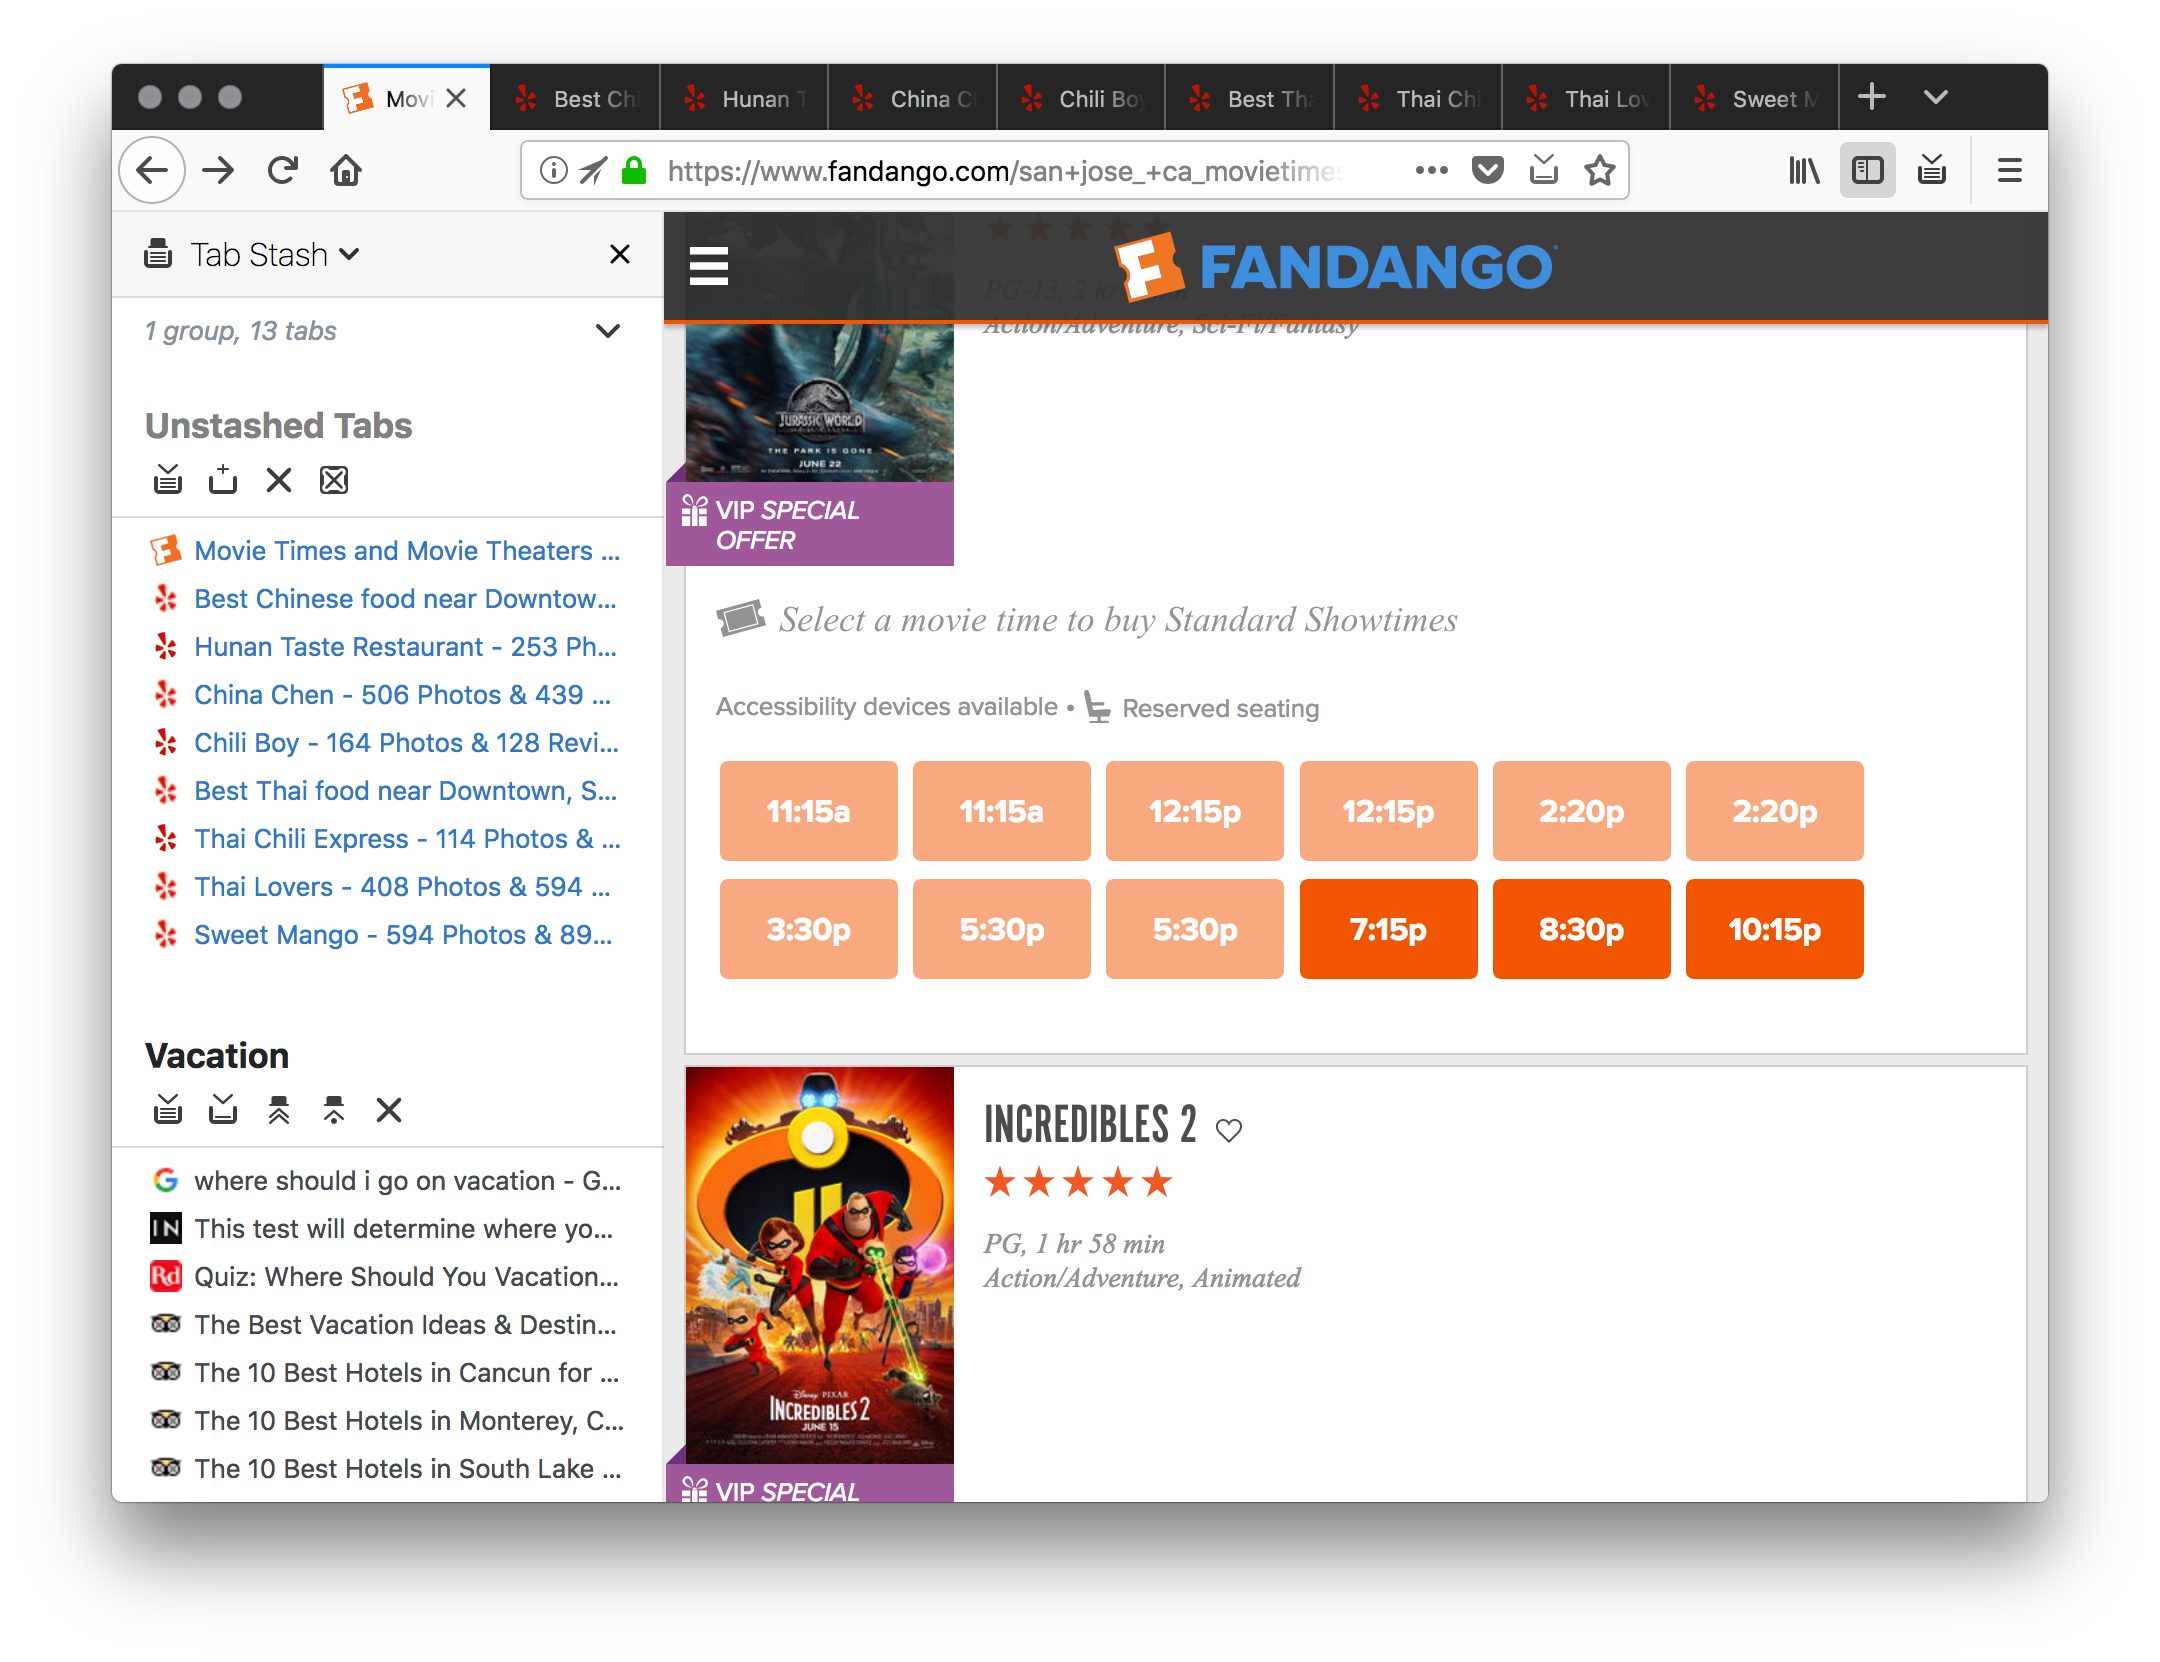 Movi
Best Chi
Hunan T
China C
Chili Boy
Best Tha
Thai Chi
Thai Lov
Sweet M
https://www.fandango.com/san+jose_+ca_movietimes
Tab Stash
1 group, 13 tabs
Unstashed Tabs
Movie Times and Movie Theaters ...
Best Chinese food near Downtow...
Hunan Taste Restaurant - 253 Ph...
China Chen - 506 Photos & 439 ...
Chili Boy - 164 Photos & 128 Revi...
Best Thai food near Downtown, S...
Thai Chili Express - 114 Photos & ...
Thai Lovers - 408 Photos & 594 ...
Sweet Mango - 594 Photos & 89...
Vacation
where should i go on vacation - G...
IN
This test will determine where yo...
Rd
Quiz: Where Should You Vacation...
The Best Vacation Ideas & Destin...
The 10 Best Hotels in Cancun for ...
The 10 Best Hotels in Monterey, C...
The 10 Best Hotels in South Lake ...
FANDANGO
PG-13, 2 hr
Action/Adventure, Sci-Fi/Fantasy
JURASSIC WORLD
THE PARK IS GONE
JUNE 22
VIP SPECIAL
OFFER
Select a movie time to buy Standard Showtimes
Accessibility devices available • Reserved seating
11:15a 11:15a 12:15p 12:15p 2:20p 2:20p
3:30p 5:30p 5:30p 7:15p 8:30p 10:15p
INCREDIBLES 2
PG, 1 hr 58 min
Action/Adventure, Animated
Disney PIXAR
INCREDIBLES 2
JUNE 15
VIP SPECIAL